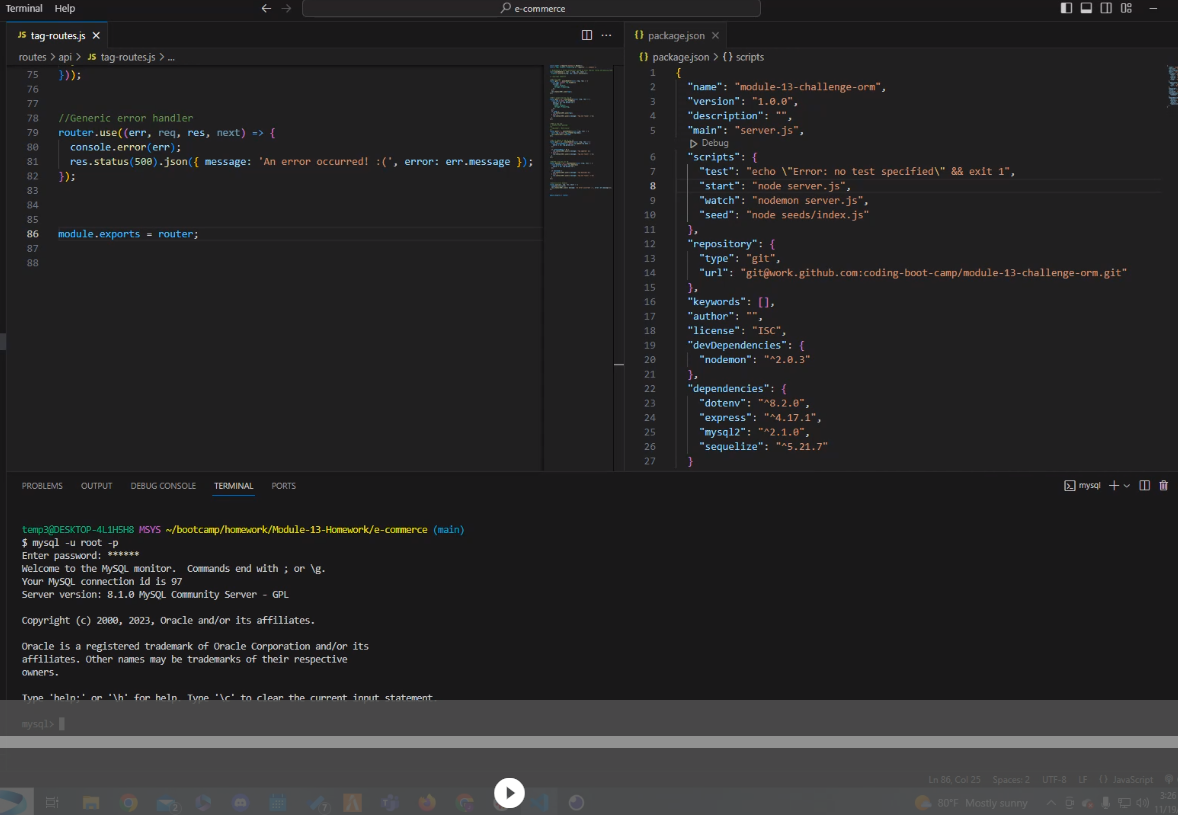 Terminal Help
e-commerce
JS tag-routes.js
routes > api > JS tag-routes.js > ...
75 }));
76
77
78 //Generic error handler
79 router.use((err, req, res, next) => {
80 console.error(err);
81 res.status(500).json({ message: 'An error occurred! :(', error: err.message });
82 });
83
84
85
86 module.exports = router;
87
88
{} package.json
{} package.json > {} scripts
1 {
2 "name": "module-13-challenge-orm",
3 "version": "1.0.0",
4 "description": "",
5 "main": "server.js",
Debug
6 "scripts": {
7 "test": "echo \"Error: no test specified\" && exit 1",
8 "start": "node server.js",
9 "watch": "nodemon server.js",
10 "seed": "node seeds/index.js"
11 },
12 "repository": {
13 "type": "git",
14 "url": "git@work.github.com:coding-boot-camp/module-13-challenge-orm.git"
15 },
16 "keywords": [],
17 "author": "",
18 "license": "ISC",
19 "devDependencies": {
20 "nodemon": "^2.0.3"
21 },
22 "dependencies": {
23 "dotenv": "^8.2.0",
24 "express": "^4.17.1",
25 "mysql2": "^2.1.0",
26 "sequelize": "^5.21.7"
27 }
PROBLEMS OUTPUT DEBUG CONSOLE TERMINAL PORTS
mysql
temp3@DESKTOP-4L1H5H8 MSYS ~/bootcamp/homework/Module-13-Homework/e-commerce (main)
$ mysql -u root -p
Enter password: ******
Welcome to the MySQL monitor. Commands end with ; or \g.
Your MySQL connection id is 97
Server version: 8.1.0 MySQL Community Server - GPL
Copyright (c) 2000, 2023, Oracle and/or its affiliates.
Oracle is a registered trademark of Oracle Corporation and/or its
affiliates. Other names may be trademarks of their respective
owners.
Type 'help;' or '\h' for help. Type '\c' to clear the current input statement.
mysql>
Ln 86, Col 25 Spaces: 2 UTF-8 LF {} JavaScript
80°F Mostly sunny
3:26